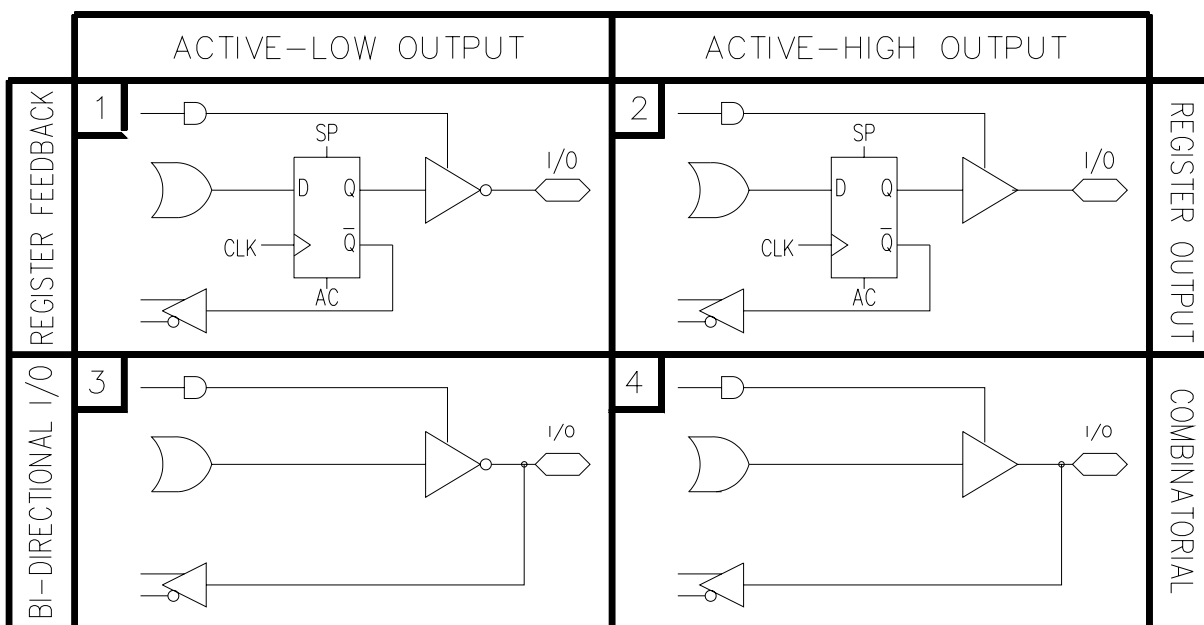 ACTIVE-LOW OUTPUT
ACTIVE-HIGH OUTPUT
REGISTER FEEDBACK
1
SP
I/O
D Q
CLK
Q̅
AC
2
SP
I/O
D Q
CLK
Q̅
AC
REGISTER OUTPUT
BI-DIRECTIONAL I/O
3
I/O
4
I/O
COMBINATORIAL